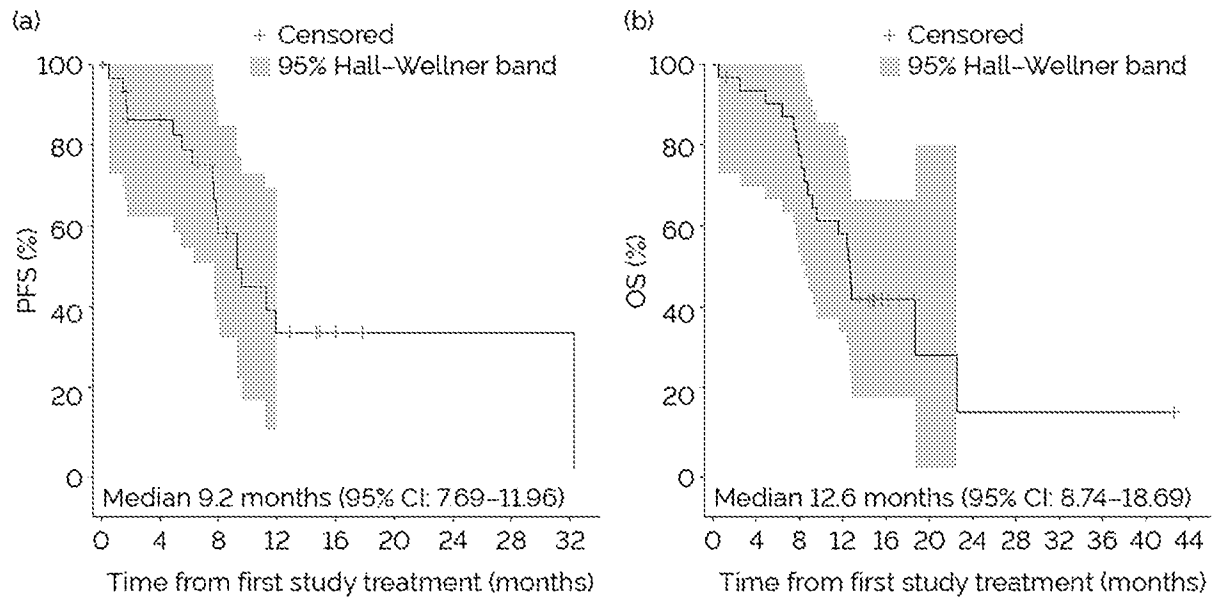 (a)
+ Censored
95% Hall–Wellner band
100
80
60
40
20
0
PFS (%)
Median 9.2 months (95% CI: 7.69–11.96)
0 4 8 12 16 20 24 28 32
Time from first study treatment (months)
(b)
+ Censored
95% Hall–Wellner band
100
80
60
40
20
0
OS (%)
Median 12.6 months (95% CI: 8.74–18.69)
0 4 8 12 16 20 24 28 32 36 40 44
Time from first study treatment (months)